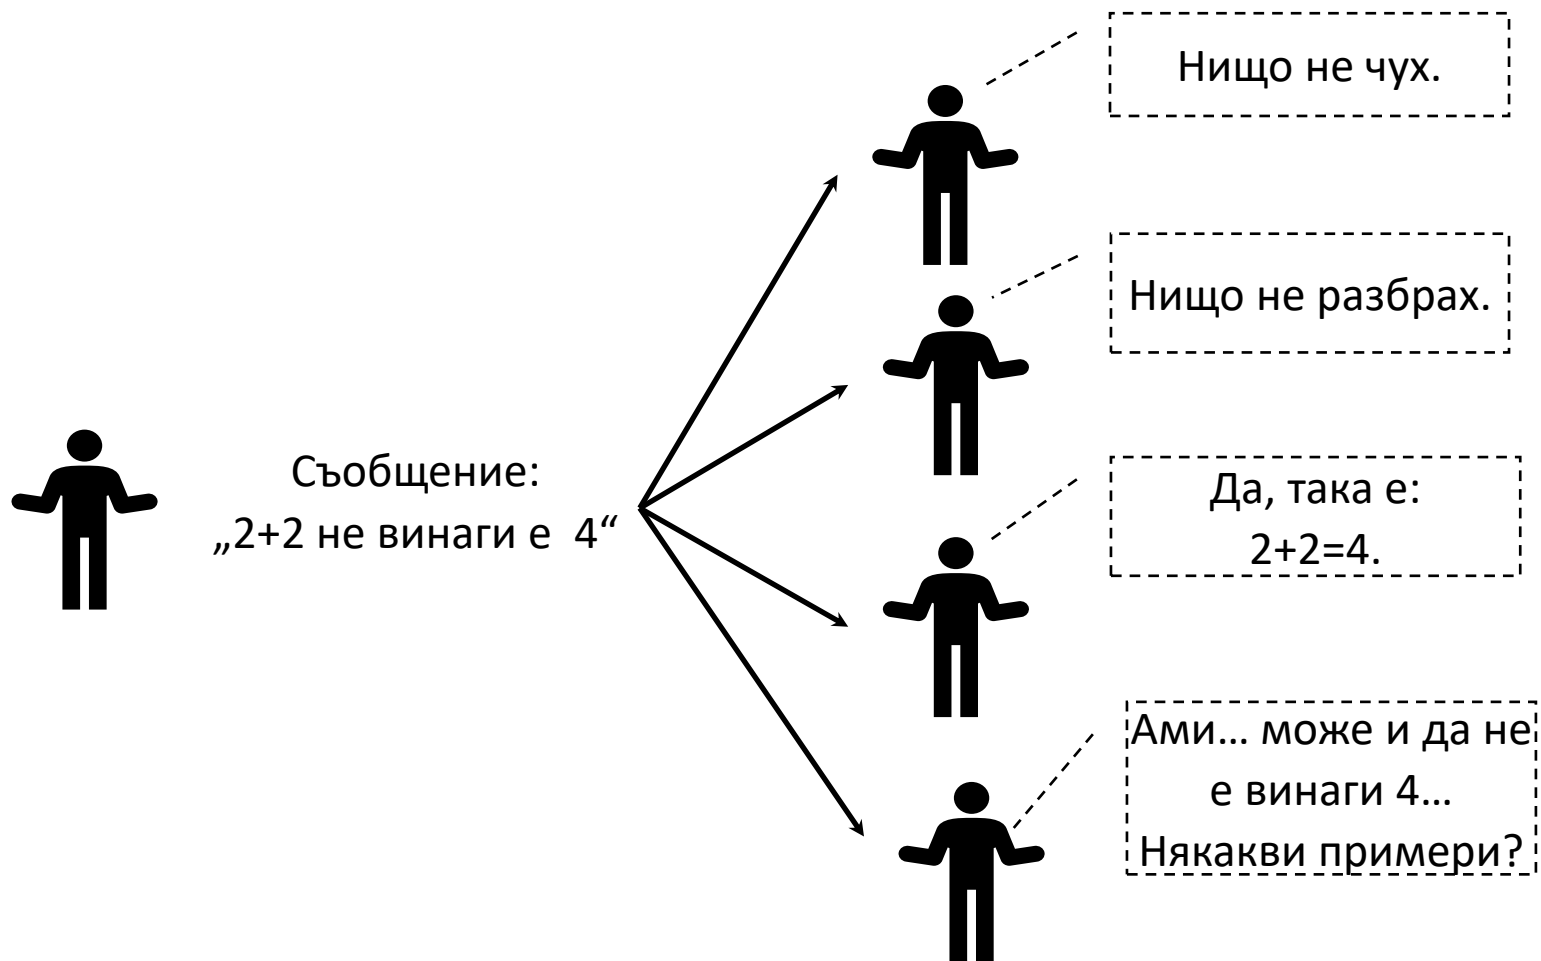 Нищо не чух.
Нищо не разбрах.
Съобщение:
„2+2 не винаги е 4“
Да, така е:
2+2=4.
Ами... може и да не
е винаги 4...
Някакви примери?